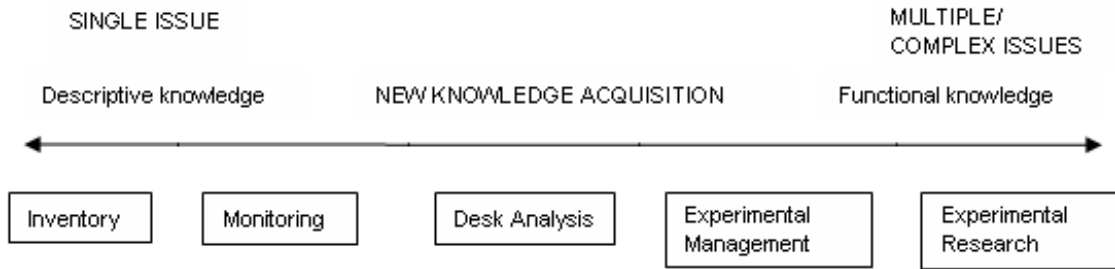 SINGLE ISSUE
MULTIPLE/
COMPLEX ISSUES
Descriptive knowledge
NEW KNOWLEDGE ACQUISITION
Functional knowledge
Inventory
Monitoring
Desk Analysis
Experimental
Management
Experimental
Research